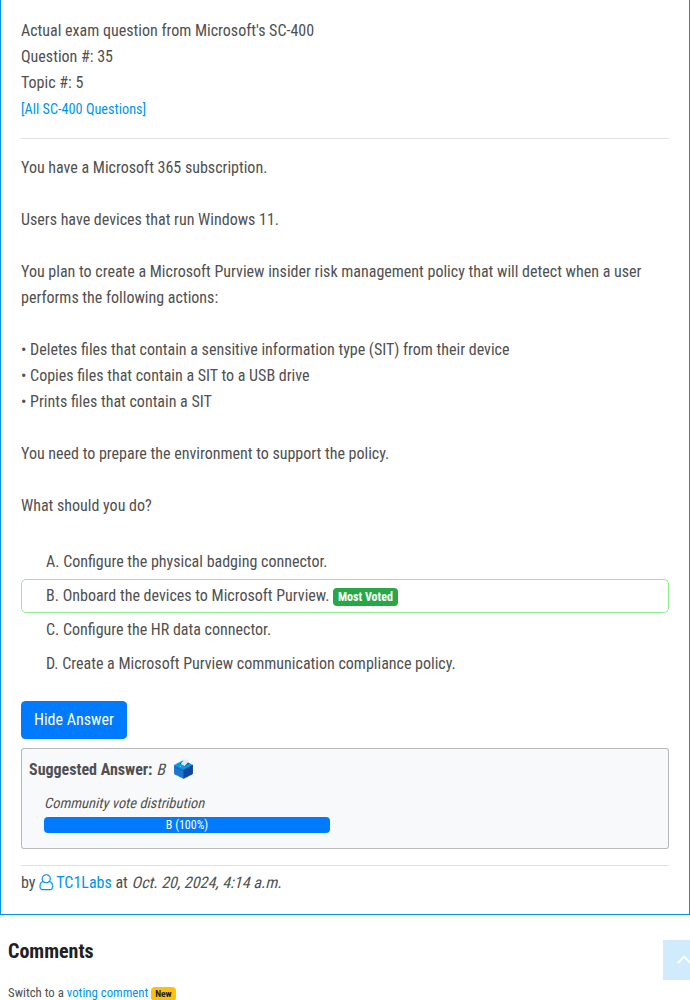 Actual exam question from Microsoft's SC-400
Question #: 35
Topic #: 5
[All SC-400 Questions]
You have a Microsoft 365 subscription.
Users have devices that run Windows 11.
You plan to create a Microsoft Purview insider risk management policy that will detect when a user
performs the following actions:
• Deletes files that contain a sensitive information type (SIT) from their device
• Copies files that contain a SIT to a USB drive
• Prints files that contain a SIT
You need to prepare the environment to support the policy.
What should you do?
A. Configure the physical badging connector.
B. Onboard the devices to Microsoft Purview. Most Voted
C. Configure the HR data connector.
D. Create a Microsoft Purview communication compliance policy.
Hide Answer
Suggested Answer: B
Community vote distribution
B (100%)
by TC1Labs at Oct. 20, 2024, 4:14 a.m.
Comments
Switch to a voting comment New